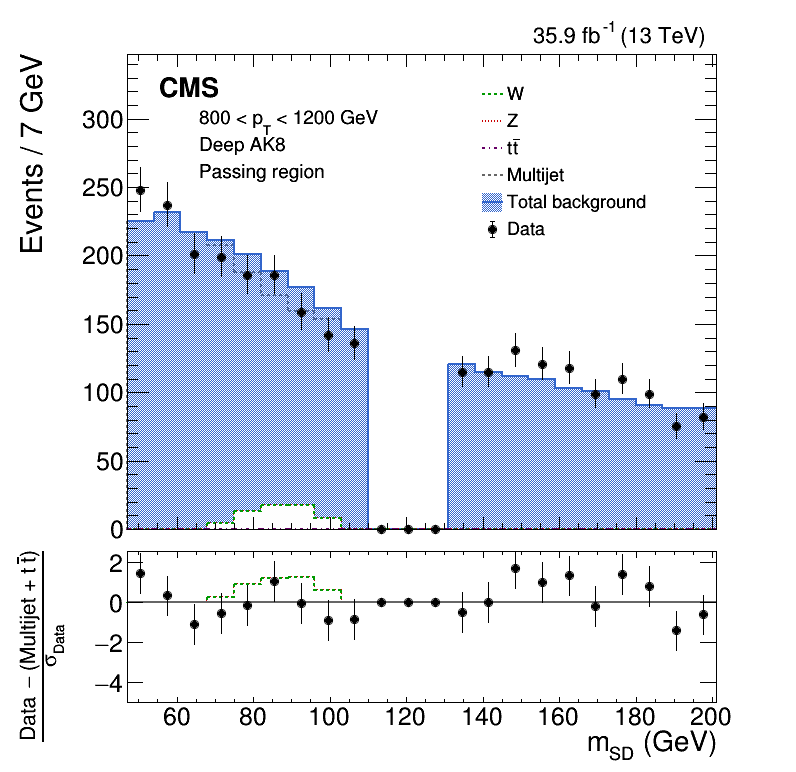 35.9 fb⁻¹ (13 TeV)
Events / 7 GeV
CMS
800 < p_T < 1200 GeV
Deep AK8
Passing region
W
Z
tt̄
Multijet
Total background
Data
300
250
200
150
100
50
0
Data − (Multijet + t t̄)
σ_Data
2
0
−2
−4
60 80 100 120 140 160 180 200
m_SD (GeV)